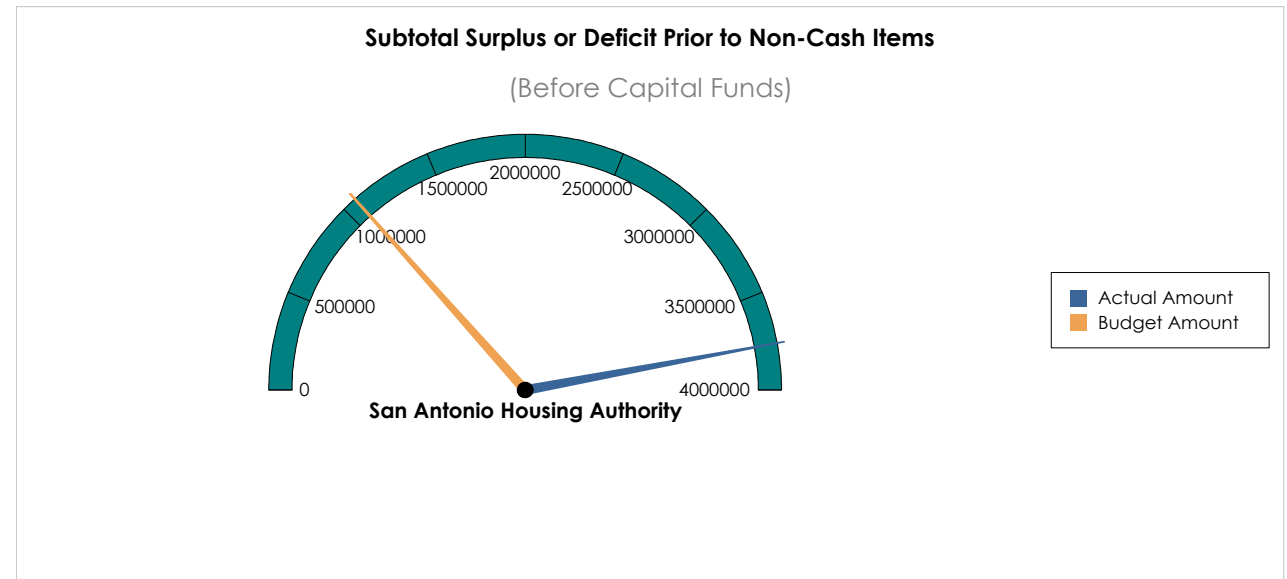 Subtotal Surplus or Deficit Prior to Non-Cash Items
(Before Capital Funds)
2000000
1500000
2500000
1000000
3000000
500000
3500000
0
4000000
San Antonio Housing Authority
Actual Amount
Budget Amount